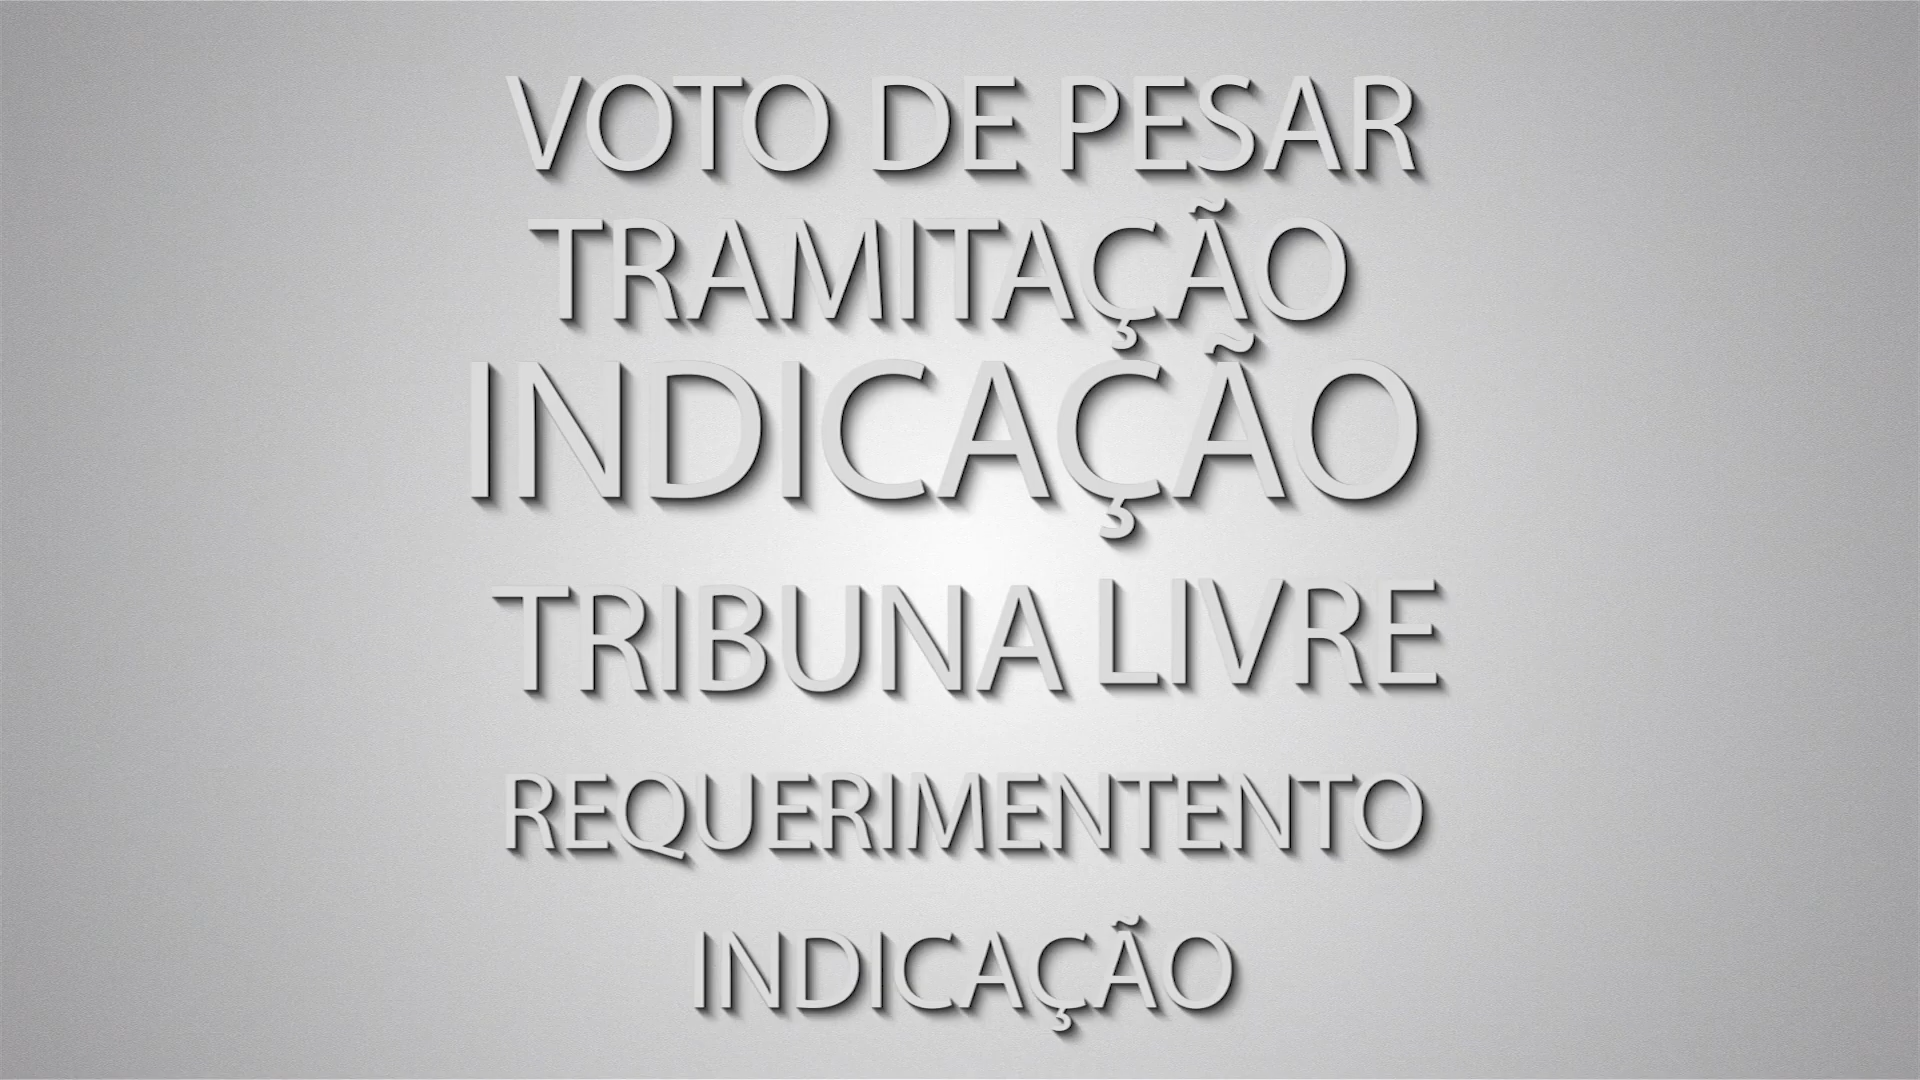 VOTO DE PESAR
TRAMITAÇÃO
INDICAÇÃO
TRIBUNA LIVRE
REQUERIMENTENTO
INDICAÇÃO